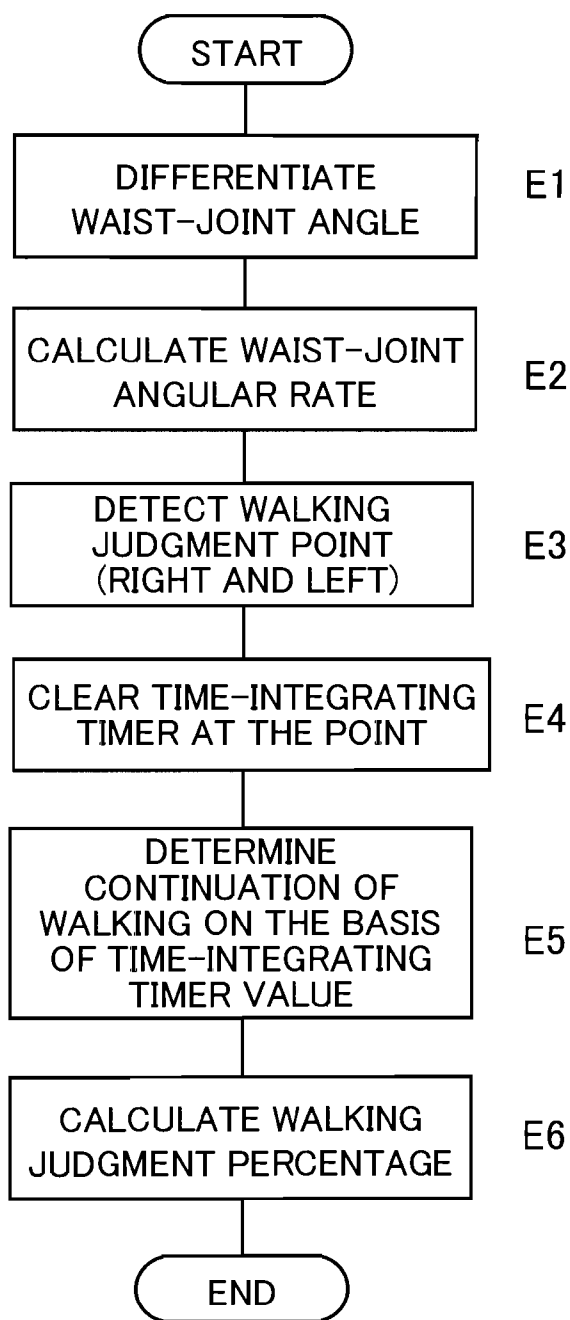 START
DIFFERENTIATE
WAIST-JOINT ANGLE
E1
CALCULATE WAIST-JOINT
ANGULAR RATE
E2
DETECT WALKING
JUDGMENT POINT
(RIGHT AND LEFT)
E3
CLEAR TIME-INTEGRATING
TIMER AT THE POINT
E4
DETERMINE
CONTINUATION OF
WALKING ON THE BASIS
OF TIME-INTEGRATING
TIMER VALUE
E5
CALCULATE WALKING
JUDGMENT PERCENTAGE
E6
END